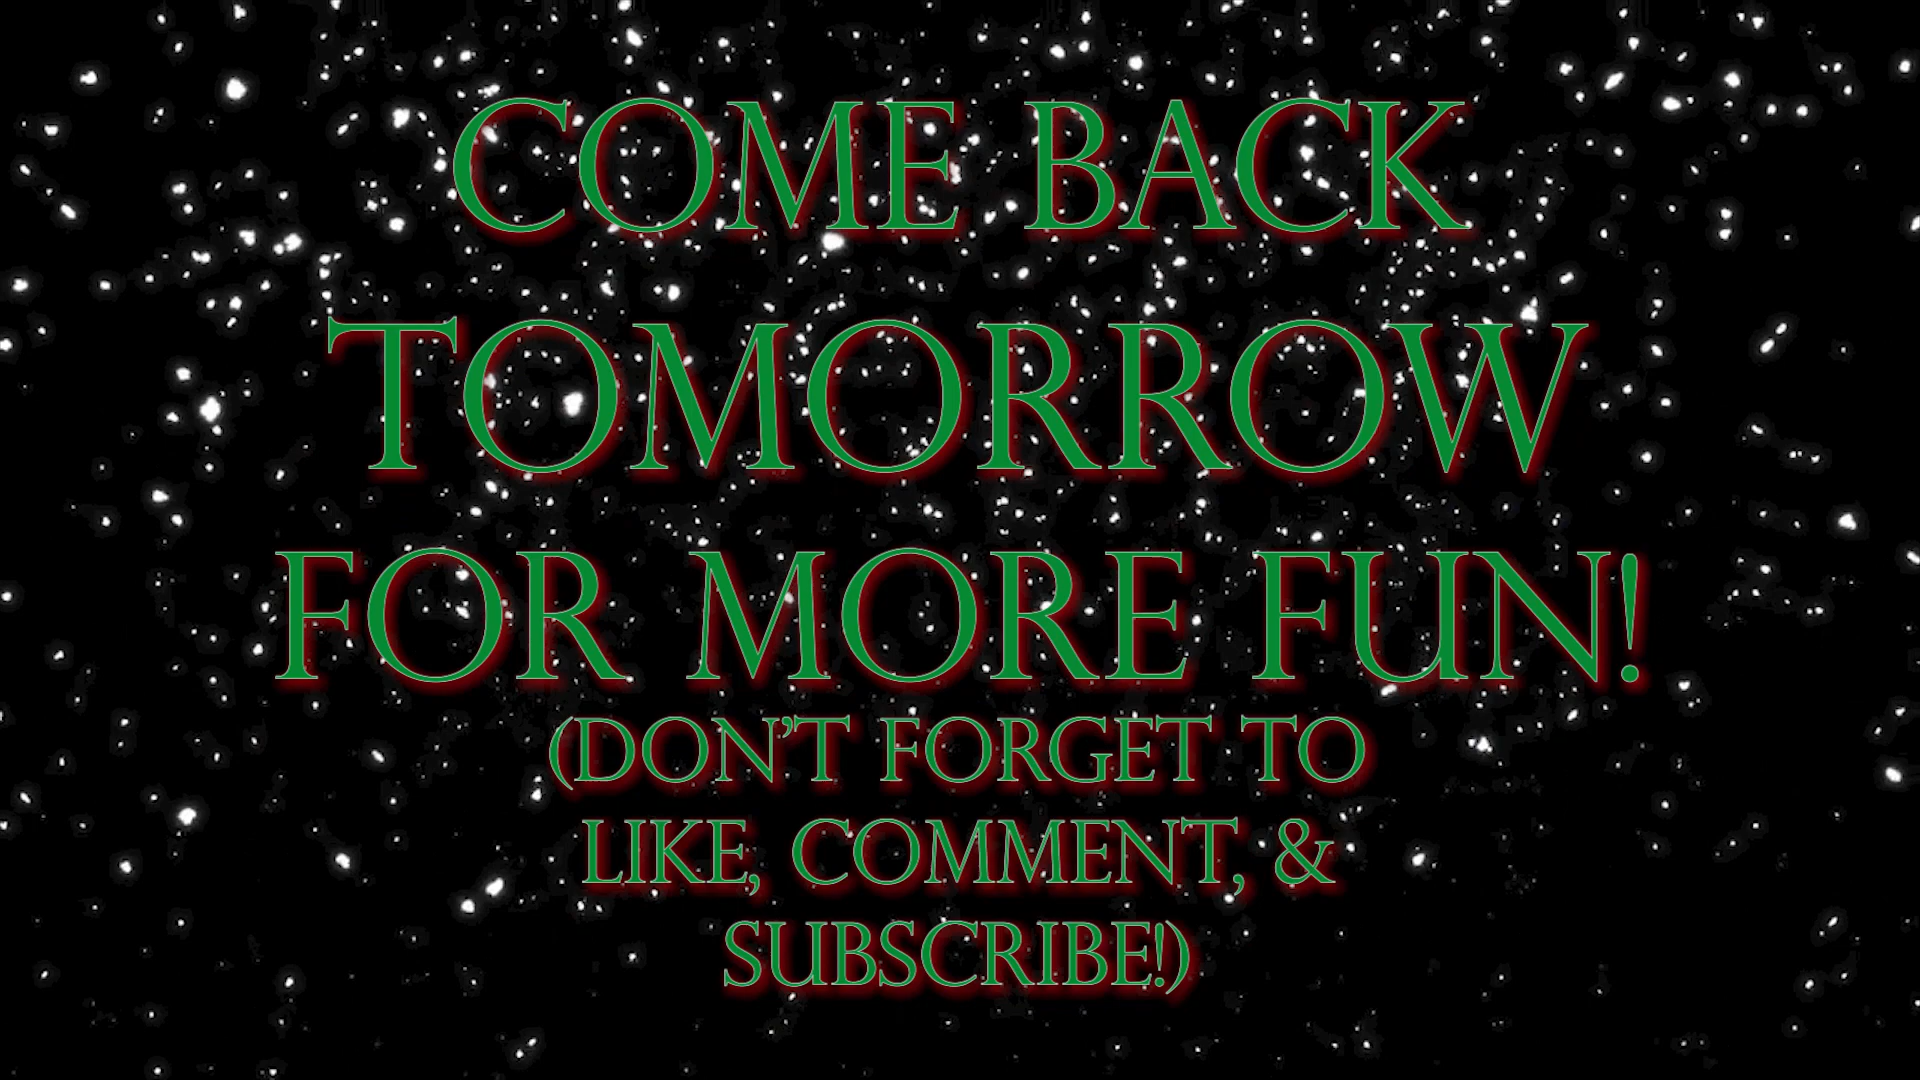 COME BACK
TOMORROW
FOR MORE FUN!
(DON'T FORGET TO
LIKE, COMMENT, &
SUBSCRIBE!)